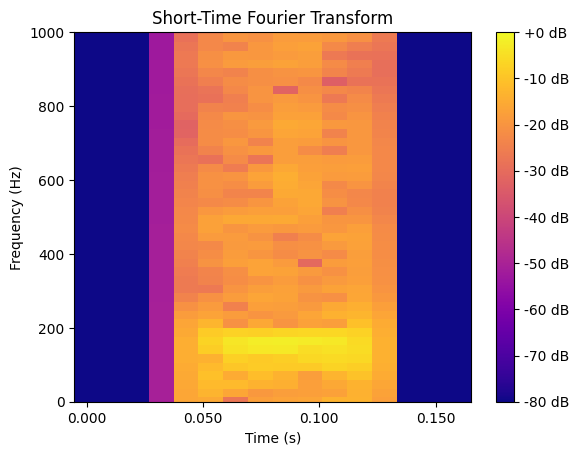 Short-Time Fourier Transform
Frequency (Hz)
1000
800
600
400
200
0
0.000
0.050
0.100
0.150
Time (s)
+0 dB
-10 dB
-20 dB
-30 dB
-40 dB
-50 dB
-60 dB
-70 dB
-80 dB